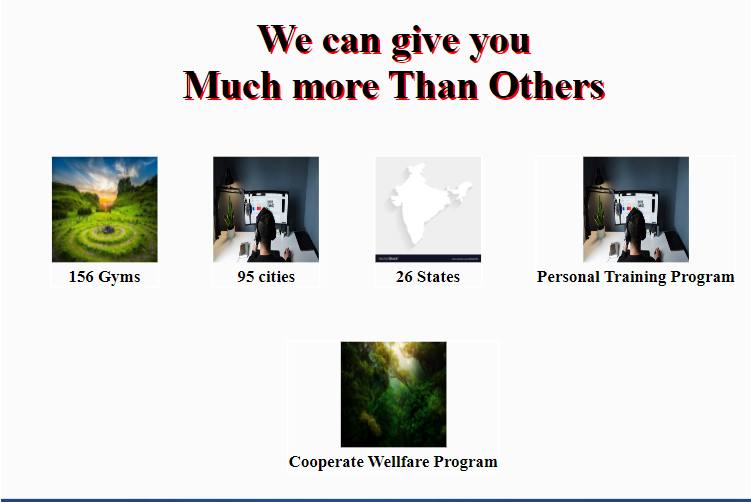 We can give you
Much more Than Others
156 Gyms
95 cities
26 States
Personal Training Program
Cooperate Wellfare Program